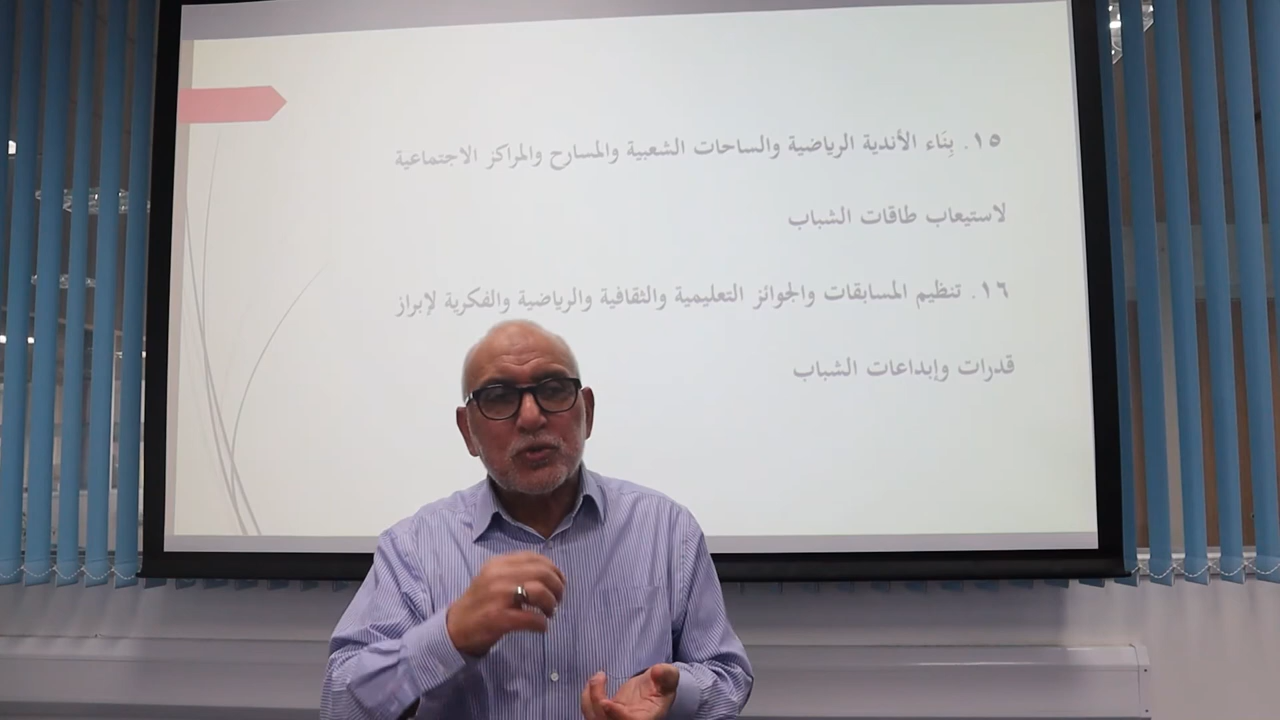 ١٥. بِنَاء الأندية الرياضية والساحات الشعبية والمسارح والمراكز الاجتماعية
لاستيعاب طاقات الشباب
١٦. تنظيم المسابقات والجوائز التعليمية والثقافية والرياضية والفكرية لإبراز
قدرات وإبداعات الشباب